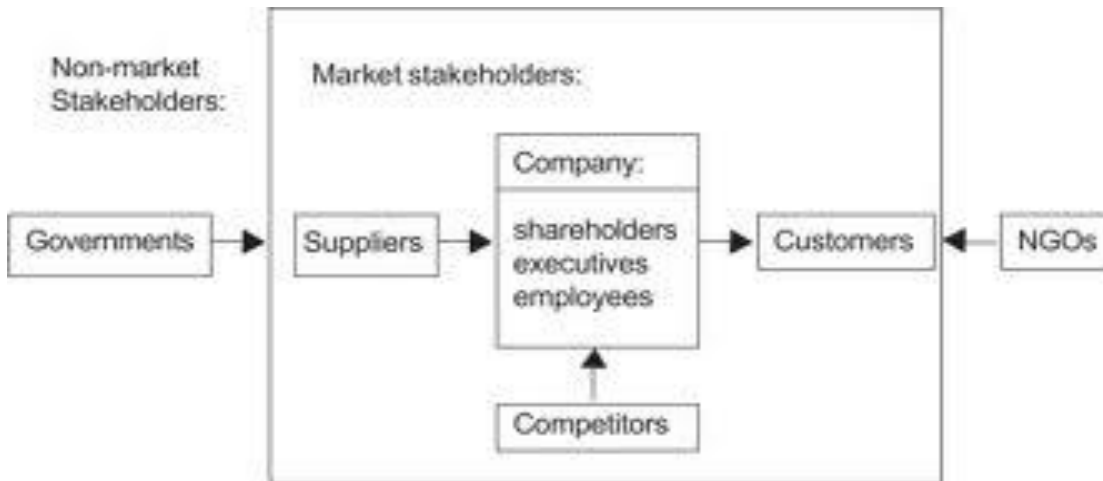 Non-market
Stakeholders:
Market stakeholders:
Company:
Governments
Suppliers
shareholders
executives
employees
Customers
NGOs
Competitors